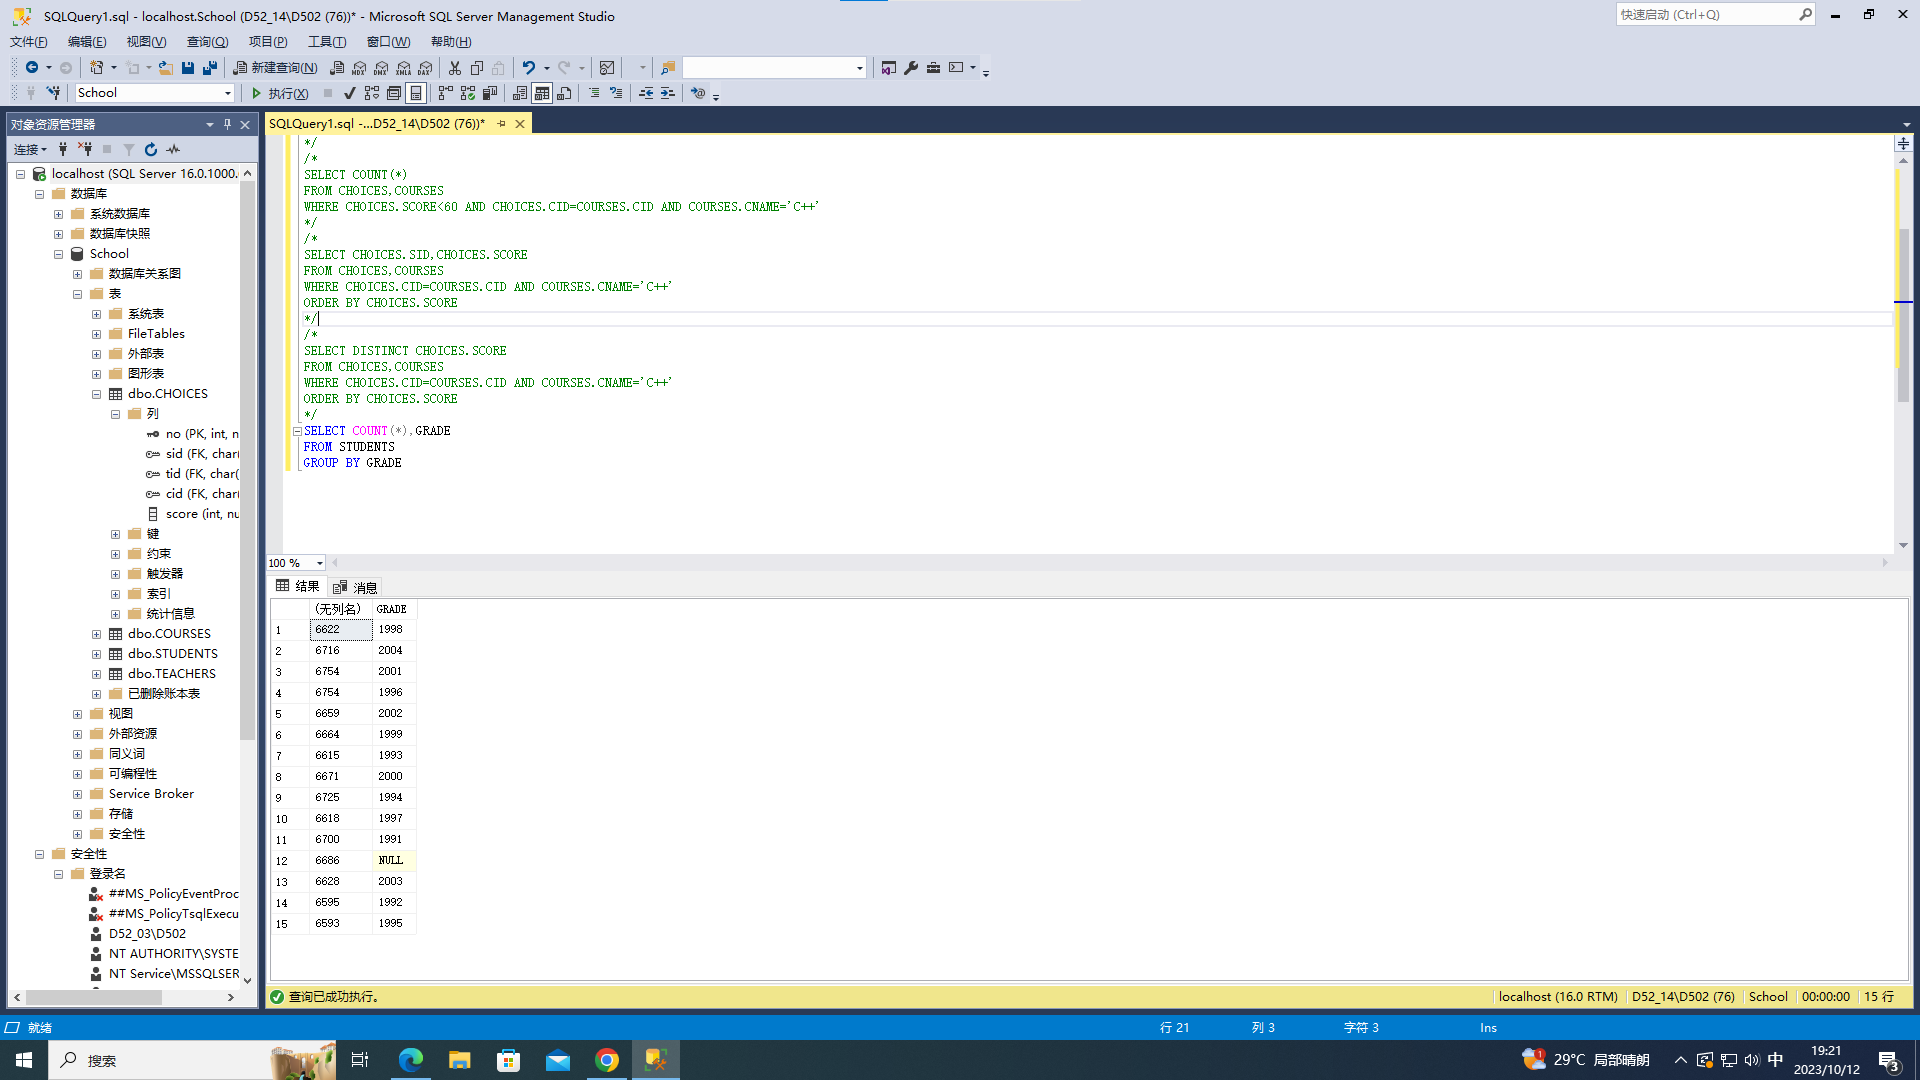 SQLQuery1.sql - localhost.School (D52_14\D502 (76))* - Microsoft SQL Server Management Studio
快速启动 (Ctrl+Q)
文件(F) 编辑(E) 视图(V) 查询(Q) 项目(P) 工具(T) 窗口(W) 帮助(H)
新建查询(N) MDX DMX XMLA DAX
School 执行(X)
对象资源管理器
SQLQuery1.sql -...D52_14\D502 (76))*
连接
localhost (SQL Server 16.0.1000.
数据库
系统数据库
数据库快照
School
数据库关系图
表
系统表
FileTables
外部表
图形表
dbo.CHOICES
列
no (PK, int, n
sid (FK, char(
tid (FK, char(
cid (FK, char(
score (int, nu
键
约束
触发器
索引
统计信息
dbo.COURSES
dbo.STUDENTS
dbo.TEACHERS
已删除账本表
视图
外部资源
同义词
可编程性
Service Broker
存储
安全性
安全性
登录名
##MS_PolicyEventProc
##MS_PolicyTsqlExecu
D52_03\D502
NT AUTHORITY\SYSTE
NT Service\MSSQLSER
*/
/*
SELECT COUNT(*)
FROM CHOICES,COURSES
WHERE CHOICES.SCORE<60 AND CHOICES.CID=COURSES.CID AND COURSES.CNAME='C++'
*/
/*
SELECT CHOICES.SID,CHOICES.SCORE
FROM CHOICES,COURSES
WHERE CHOICES.CID=COURSES.CID AND COURSES.CNAME='C++'
ORDER BY CHOICES.SCORE
*/
/*
SELECT DISTINCT CHOICES.SCORE
FROM CHOICES,COURSES
WHERE CHOICES.CID=COURSES.CID AND COURSES.CNAME='C++'
ORDER BY CHOICES.SCORE
*/
SELECT COUNT(*),GRADE
FROM STUDENTS
GROUP BY GRADE
100 %
结果 消息
(无列名) GRADE
1 6622 1998
2 6716 2004
3 6754 2001
4 6754 1996
5 6659 2002
6 6664 1999
7 6615 1993
8 6671 2000
9 6725 1994
10 6618 1997
11 6700 1991
12 6686 NULL
13 6628 2003
14 6595 1992
15 6593 1995
查询已成功执行。 localhost (16.0 RTM) D52_14\D502 (76) School 00:00:00 15 行
就绪 行 21 列 3 字符 3 Ins
搜索 1 29°C 局部晴朗 中 19:21
2023/10/12 3